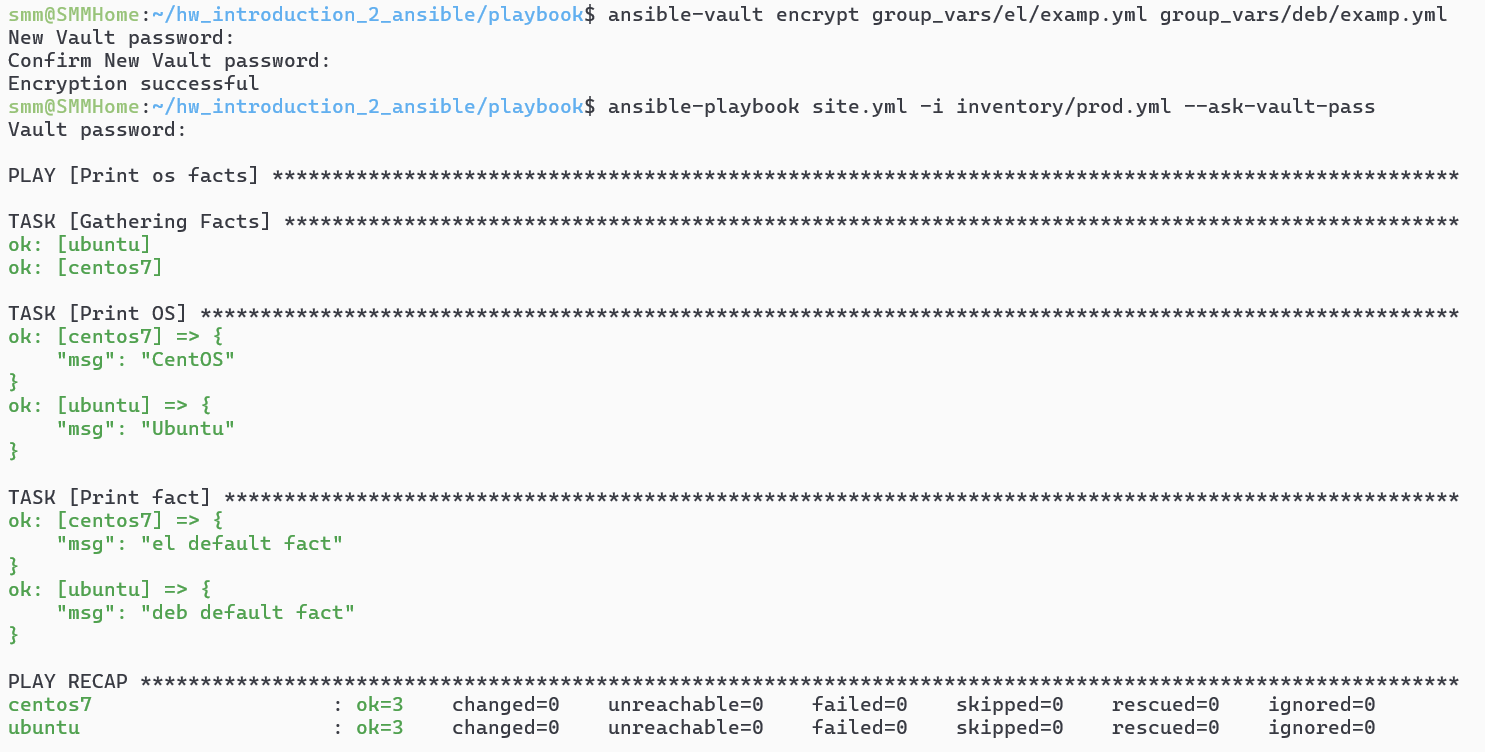 smm@SMMHome:~/hw_introduction_2_ansible/playbook$ ansible-vault encrypt group_vars/el/examp.yml group_vars/deb/examp.yml
New Vault password:
Confirm New Vault password:
Encryption successful
smm@SMMHome:~/hw_introduction_2_ansible/playbook$ ansible-playbook site.yml -i inventory/prod.yml --ask-vault-pass
Vault password:
PLAY [Print os facts] ***************************************************************************************************
TASK [Gathering Facts] **************************************************************************************************
ok: [ubuntu]
ok: [centos7]
TASK [Print OS] *********************************************************************************************************
ok: [centos7] => {
    "msg": "CentOS"
}
ok: [ubuntu] => {
    "msg": "Ubuntu"
}
TASK [Print fact] *******************************************************************************************************
ok: [centos7] => {
    "msg": "el default fact"
}
ok: [ubuntu] => {
    "msg": "deb default fact"
}
PLAY RECAP **************************************************************************************************************
centos7                    : ok=3    changed=0    unreachable=0    failed=0    skipped=0    rescued=0    ignored=0
ubuntu                     : ok=3    changed=0    unreachable=0    failed=0    skipped=0    rescued=0    ignored=0